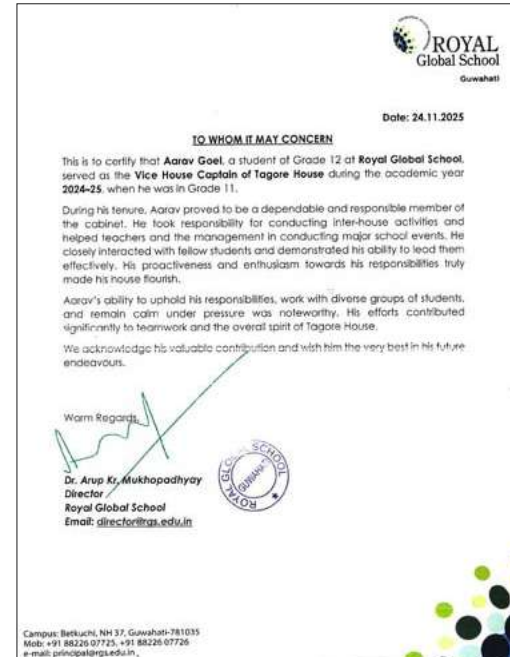 ROYAL
Global School
Guwahati
Date: 24.11.2025
TO WHOM IT MAY CONCERN
This is to certify that Aarav Goel, a student of Grade 12 at Royal Global School,
served as the Vice House Captain of Tagore House during the academic year
2024-25, when he was in Grade 11.
During his tenure, Aarav proved to be a dependable and responsible member of
the cabinet. He took responsibility for conducting inter-house activities and
helped teachers and the management in conducting major school events. He
closely interacted with fellow students and demonstrated his ability to lead them
effectively. His proactiveness and enthusiasm towards his responsibilities truly
made his house flourish.
Aarav's ability to uphold his responsibilities, work with diverse groups of students,
and remain calm under pressure was noteworthy. His efforts contributed
significantly to teamwork and the overall spirit of Tagore House.
We acknowledge his valuable contribution and wish him the very best in his future
endeavours.
Warm Regards,
Dr. Arup Kr. Mukhopadhyay
Director
Royal Global School
Email: director@rgs.edu.in
ROYAL GLOBAL SCHOOL
GUWAHATI
Campus: Betkuchi, NH 37, Guwahati-781035
Mob: +91 88226 07725, +91 88226 07726
e-mail: principal@rgs.edu.in,